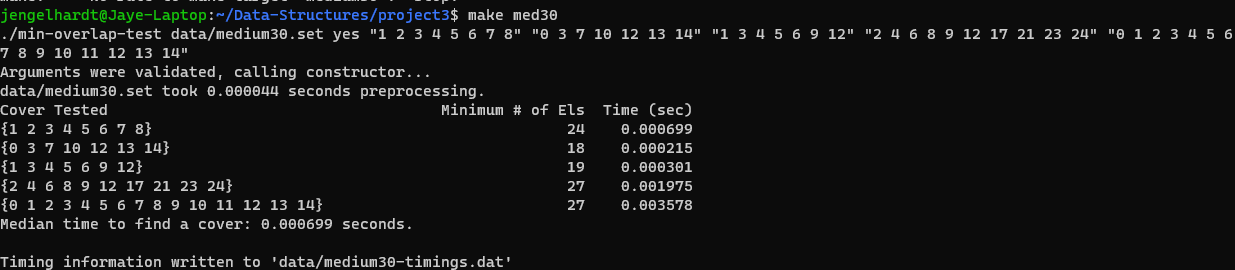 jengelhardt@Jaye-Laptop:~/Data-Structures/project3$ make med30
./min-overlap-test data/medium30.set yes "1 2 3 4 5 6 7 8" "0 3 7 10 12 13 14" "1 3 4 5 6 9 12" "2 4 6 8 9 12 17 21 23 24" "0 1 2 3 4 5 6
7 8 9 10 11 12 13 14"
Arguments were validated, calling constructor...
data/medium30.set took 0.000044 seconds preprocessing.
Cover Tested Minimum # of Els Time (sec)
{1 2 3 4 5 6 7 8} 24 0.000699
{0 3 7 10 12 13 14} 18 0.000215
{1 3 4 5 6 9 12} 19 0.000301
{2 4 6 8 9 12 17 21 23 24} 27 0.001975
{0 1 2 3 4 5 6 7 8 9 10 11 12 13 14} 27 0.003578
Median time to find a cover: 0.000699 seconds.
Timing information written to 'data/medium30-timings.dat'